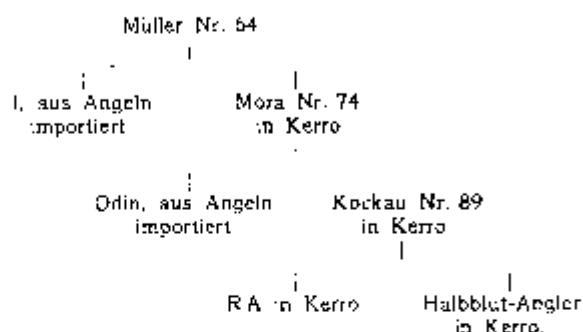 Müller Nr. 64
I, aus Angeln
importiert
Mora Nr. 74
in Kerro
Odin, aus Angeln
importiert
Kockau Nr. 89
in Kerro
RA in Kerro
Halbblut-Angler
in Kerro.